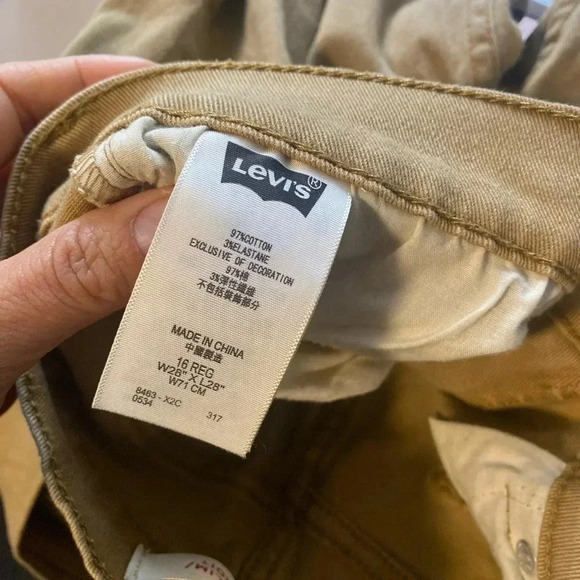 Levi's®
97%COTTON
3%ELASTANE
EXCLUSIVE OF DECORATION
97%棉
3%彈性纖維
不包括裝飾部分
MADE IN CHINA
中國製造
16 REG
W28" X L28"
W71 CM
8463 - X2C 317
0534